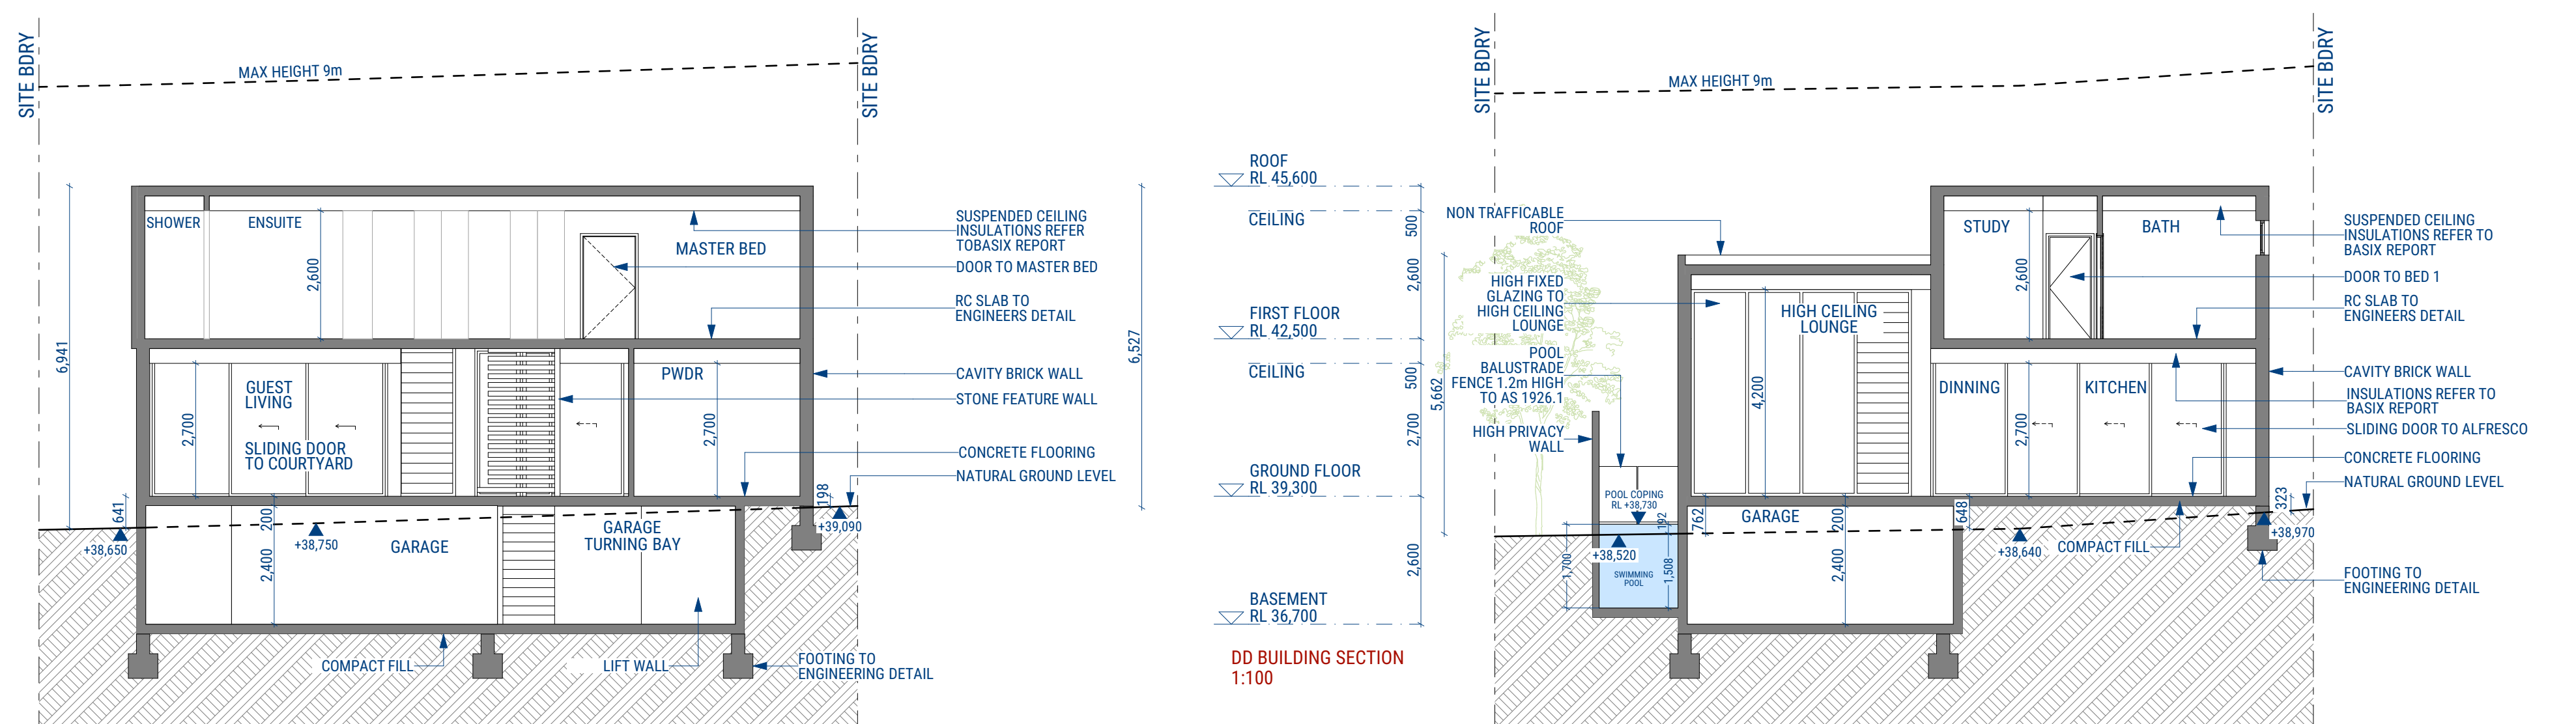 SITE BDRY
MAX HEIGHT 9m
SITE BDRY
6,941
SHOWER
ENSUITE
2,600
MASTER BED
SUSPENDED CEILING
INSULATIONS REFER
TOBASIX REPORT
DOOR TO MASTER BED
RC SLAB TO
ENGINEERS DETAIL
6,527
GUEST
LIVING
2,700
SLIDING DOOR
TO COURTYARD
PWDR
2,700
CAVITY BRICK WALL
STONE FEATURE WALL
CONCRETE FLOORING
NATURAL GROUND LEVEL
641
198
+38,650
+38,750
+39,090
200
2,400
GARAGE
GARAGE
TURNING BAY
COMPACT FILL
LIFT WALL
FOOTING TO
ENGINEERING DETAIL
ROOF
RL 45,600
CEILING
500
2,600
FIRST FLOOR
RL 42,500
CEILING
500
2,700
GROUND FLOOR
RL 39,300
2,600
BASEMENT
RL 36,700
5,662
DD BUILDING SECTION
1:100
SITE BDRY
MAX HEIGHT 9m
SITE BDRY
NON TRAFFICABLE
ROOF
HIGH FIXED
GLAZING TO
HIGH CEILING
LOUNGE
POOL
BALUSTRADE
FENCE 1.2m HIGH
TO AS 1926.1
HIGH PRIVACY
WALL
HIGH CEILING
LOUNGE
4,200
STUDY
2,600
BATH
DINNING
2,700
KITCHEN
POOL COPING
RL +38,730
192
+38,520
1,700
1,508
SWIMMING
POOL
762
GARAGE
200
2,400
648
+38,640
COMPACT FILL
323
+38,970
SUSPENDED CEILING
INSULATIONS REFER TO
BASIX REPORT
DOOR TO BED 1
RC SLAB TO
ENGINEERS DETAIL
CAVITY BRICK WALL
INSULATIONS REFER TO
BASIX REPORT
SLIDING DOOR TO ALFRESCO
CONCRETE FLOORING
NATURAL GROUND LEVEL
FOOTING TO
ENGINEERING DETAIL